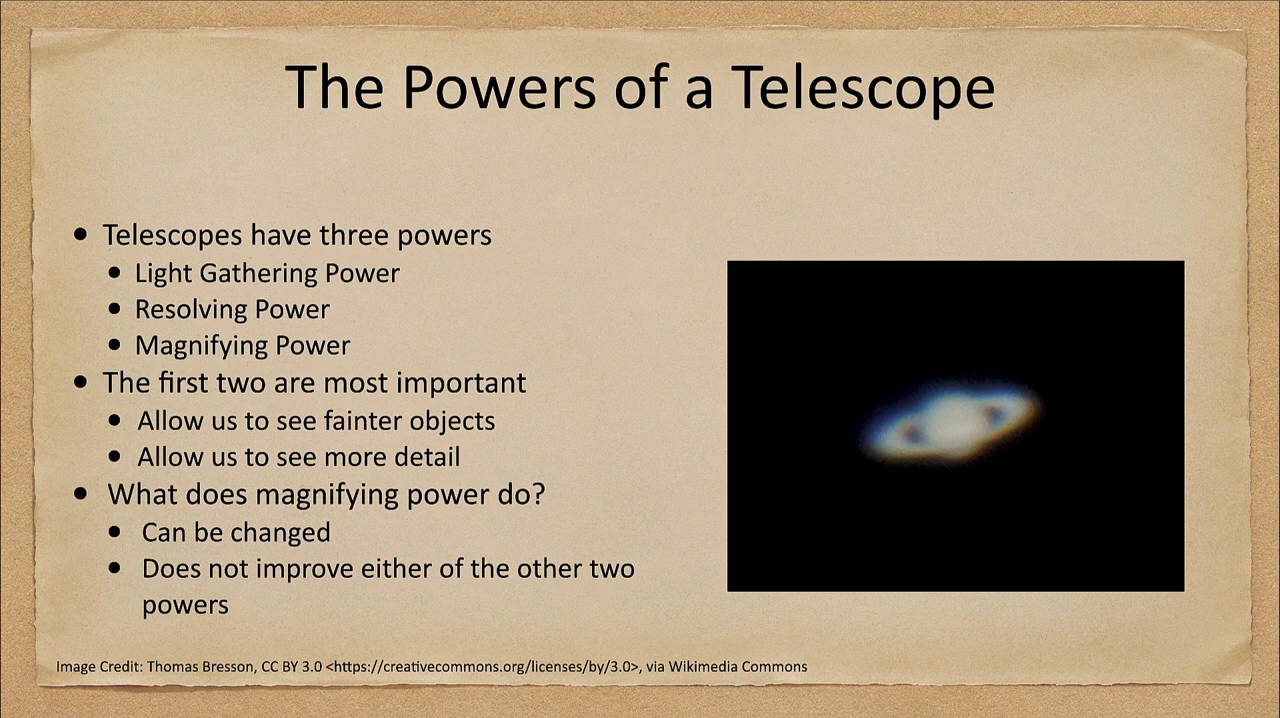 The Powers of a Telescope
• Telescopes have three powers
• Light Gathering Power
• Resolving Power
• Magnifying Power
• The first two are most important
• Allow us to see fainter objects
• Allow us to see more detail
• What does magnifying power do?
• Can be changed
• Does not improve either of the other two
powers
Image Credit: Thomas Bresson, CC BY 3.0 <https://creativecommons.org/licenses/by/3.0>, via Wikimedia Commons